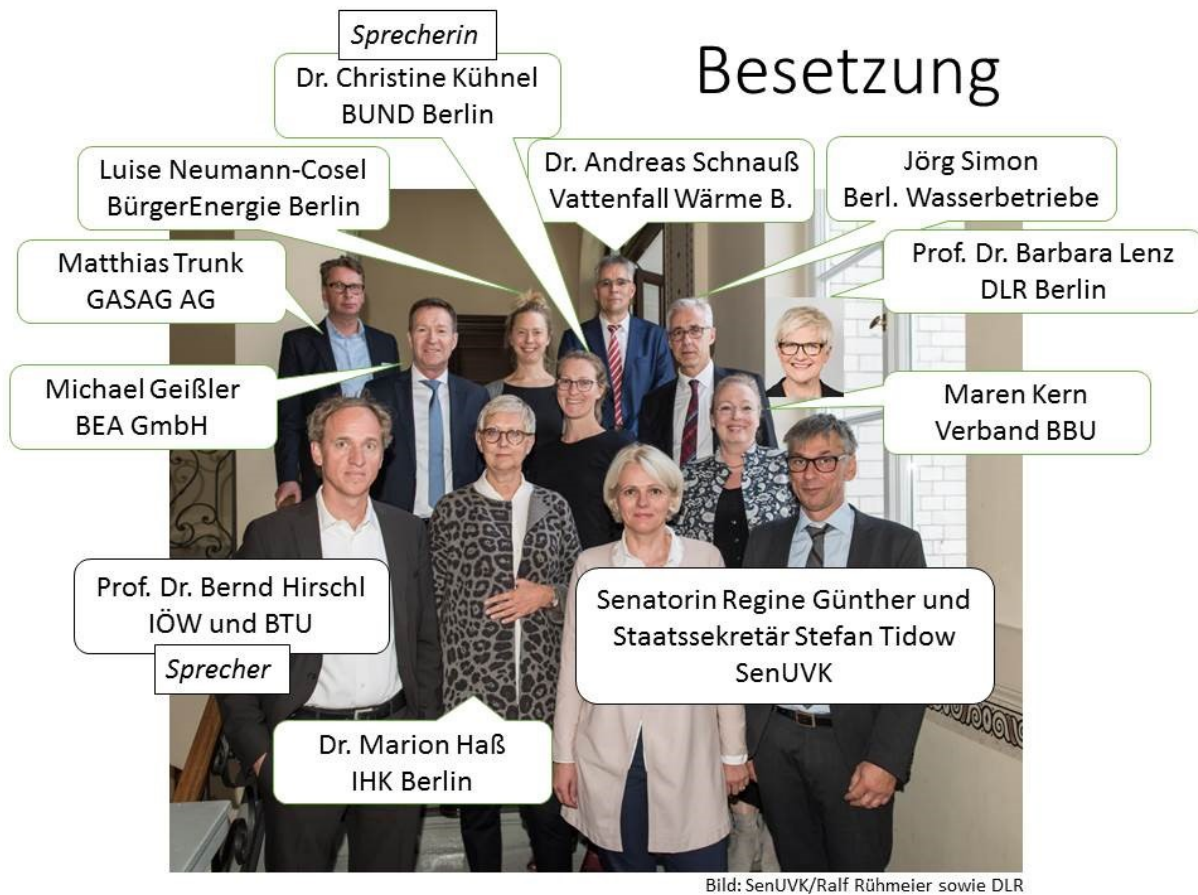 Besetzung
Sprecherin
Dr. Christine Kühnel
BUND Berlin
Luise Neumann-Cosel
BürgerEnergie Berlin
Dr. Andreas Schnauß
Vattenfall Wärme B.
Jörg Simon
Berl. Wasserbetriebe
Matthias Trunk
GASAG AG
Prof. Dr. Barbara Lenz
DLR Berlin
Michael Geißler
BEA GmbH
Maren Kern
Verband BBU
Prof. Dr. Bernd Hirschl
IÖW und BTU
Sprecher
Senatorin Regine Günther und
Staatssekretär Stefan Tidow
SenUVK
Dr. Marion Haß
IHK Berlin
Bild: SenUVK/Ralf Rühmeier sowie DLR